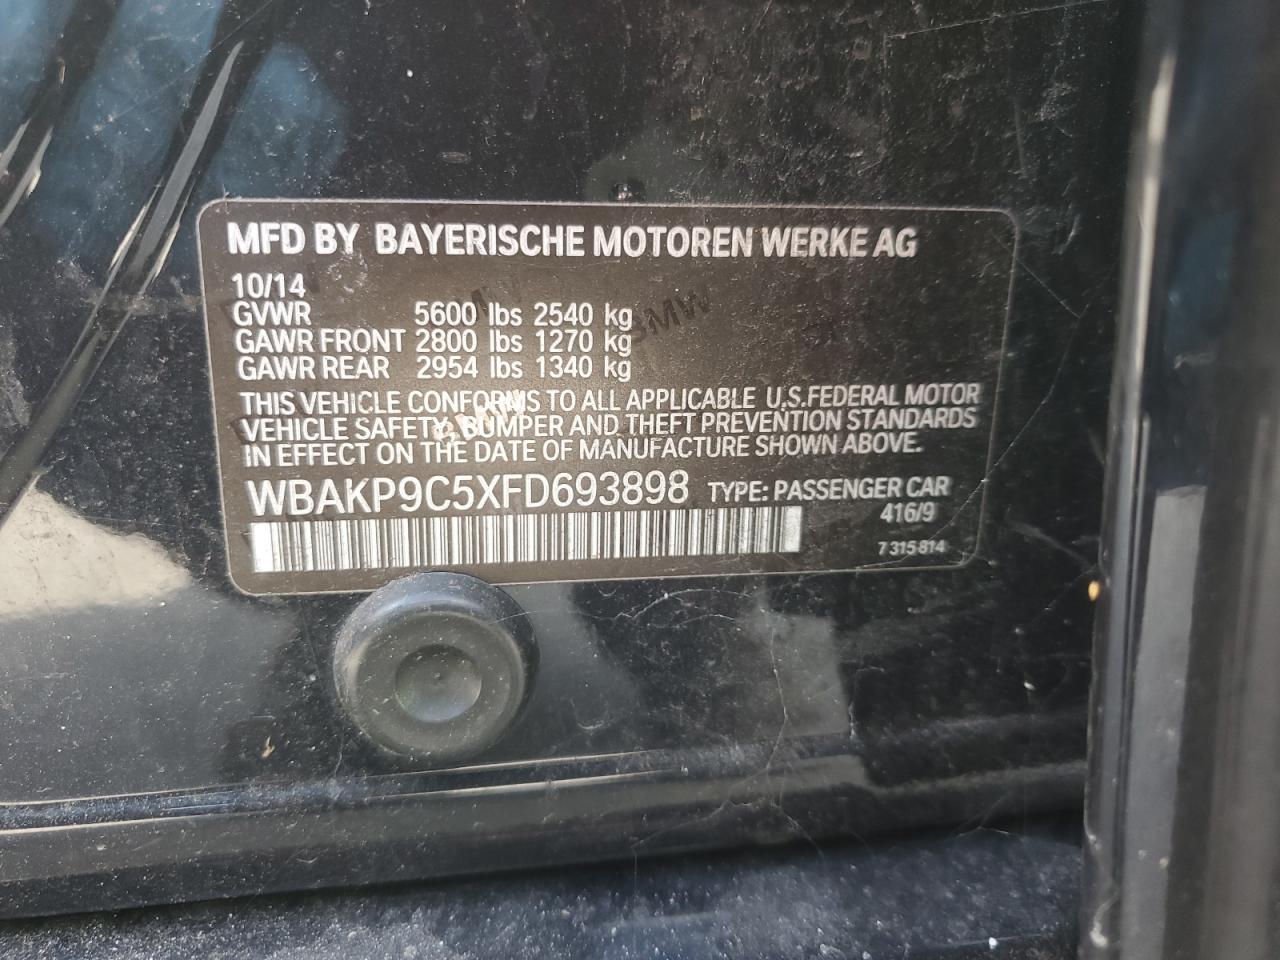 MFD BY BAYERISCHE MOTOREN WERKE AG
10/14
GVWR 5600 lbs 2540 kg
GAWR FRONT 2800 lbs 1270 kg
GAWR REAR 2954 lbs 1340 kg
THIS VEHICLE CONFORMS TO ALL APPLICABLE U.S.FEDERAL MOTOR
VEHICLE SAFETY, BUMPER AND THEFT PREVENTION STANDARDS
IN EFFECT ON THE DATE OF MANUFACTURE SHOWN ABOVE.
WBAKP9C5XFD693898 TYPE: PASSENGER CAR
416/9
7 315 814
BMW
BMW